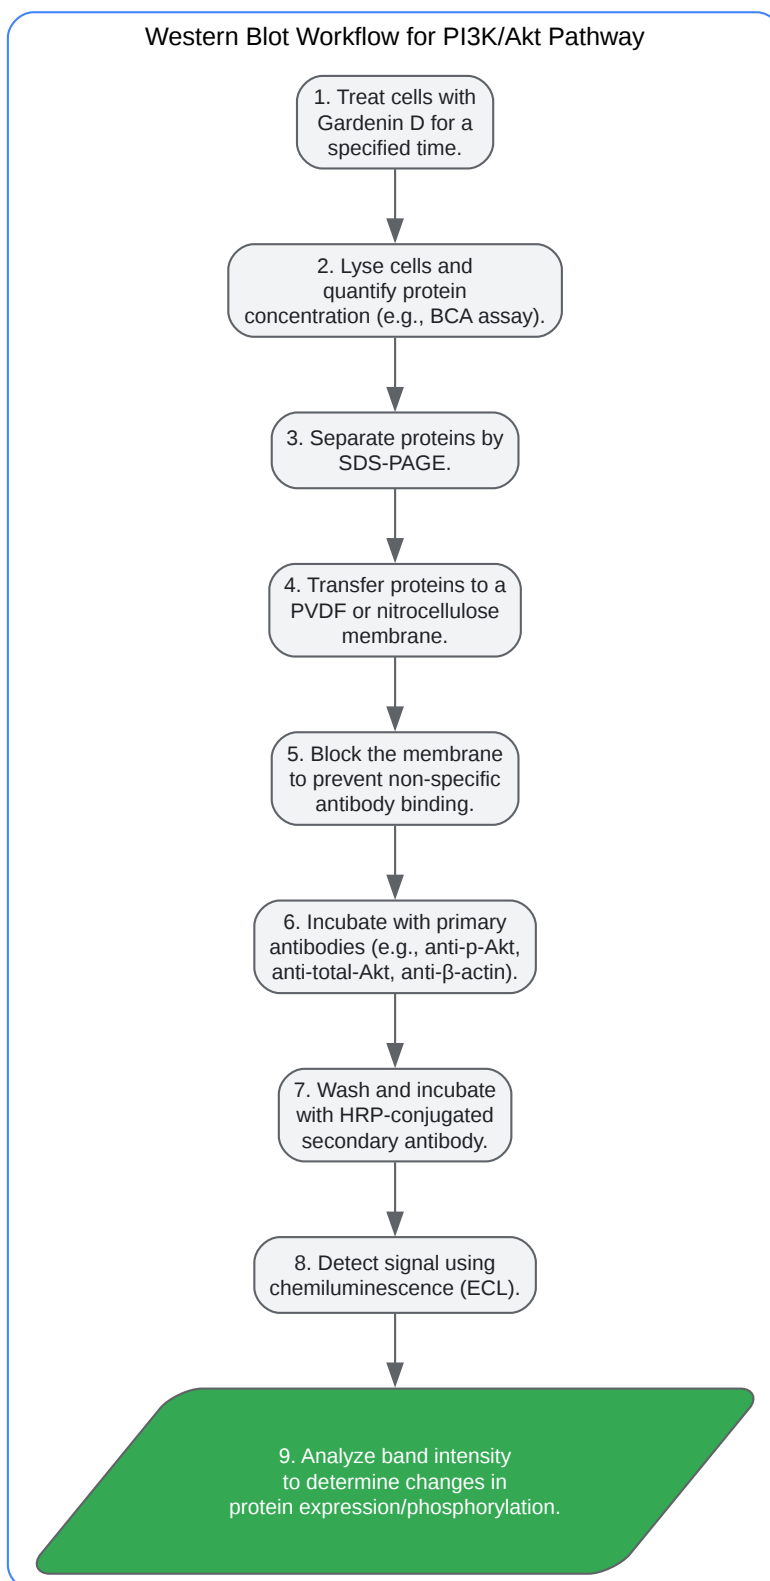 Western Blot Workflow for PI3K/Akt Pathway
1. Treat cells with
Gardenin D for a
specified time.
2. Lyse cells and
quantify protein
concentration (e.g., BCA assay).
3. Separate proteins by
SDS-PAGE.
4. Transfer proteins to a
PVDF or nitrocellulose
membrane.
5. Block the membrane
to prevent non-specific
antibody binding.
6. Incubate with primary
antibodies (e.g., anti-p-Akt,
anti-total-Akt, anti-β-actin).
7. Wash and incubate
with HRP-conjugated
secondary antibody.
8. Detect signal using
chemiluminescence (ECL).
9. Analyze band intensity
to determine changes in
protein expression/phosphorylation.